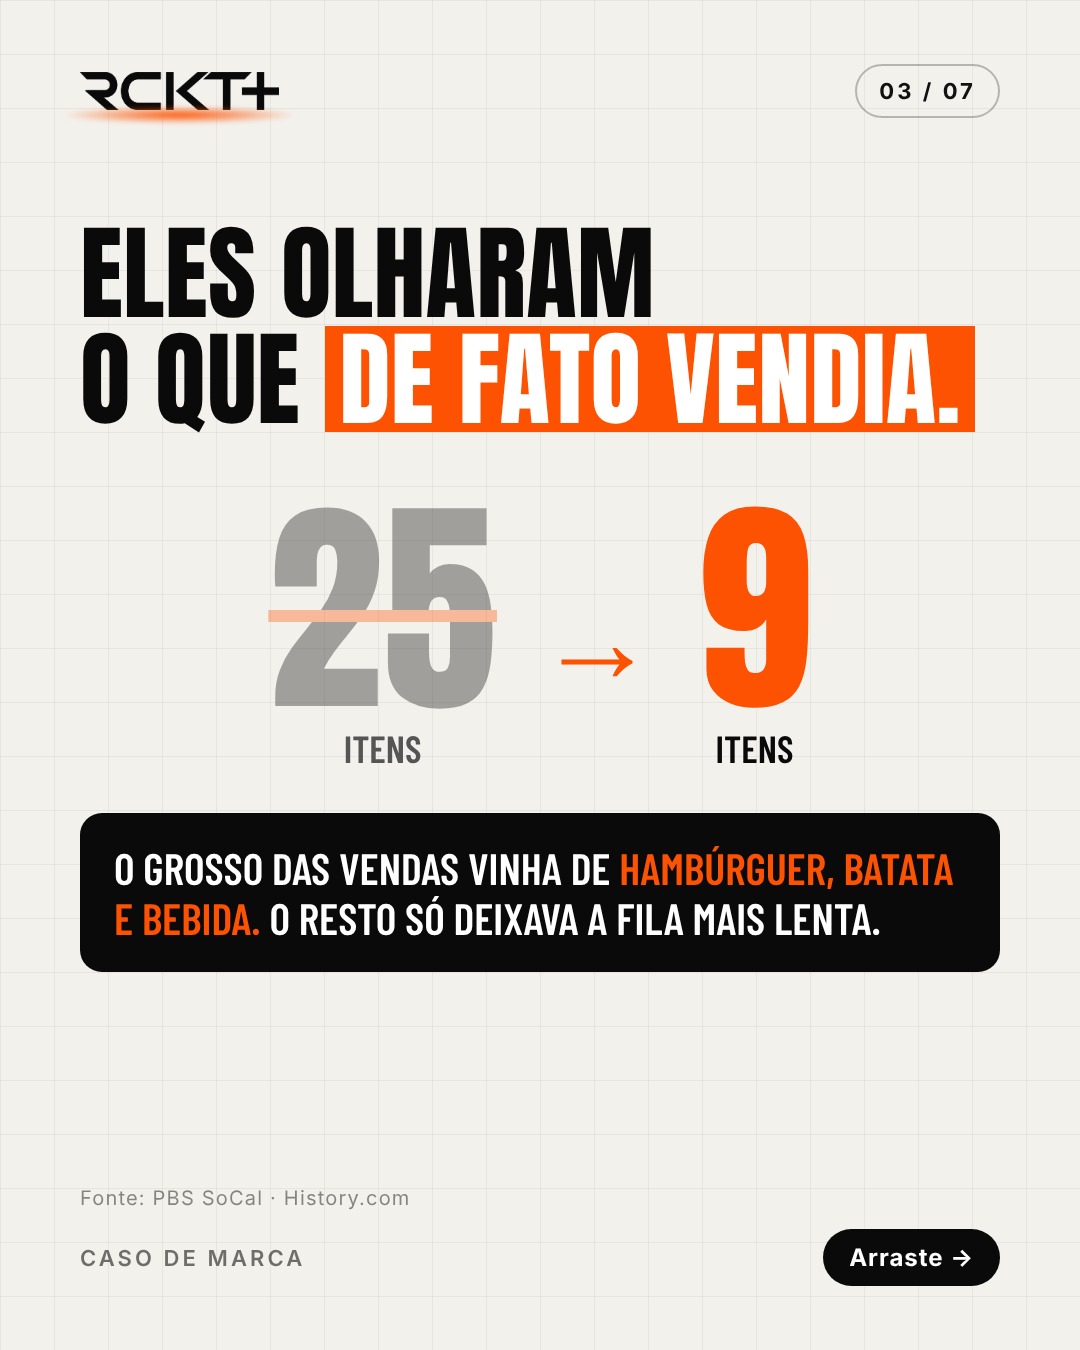 RCKT+
03 / 07
ELES OLHARAM
O QUE DE FATO VENDIA.
25 → 9
ITENS ITENS
O GROSSO DAS VENDAS VINHA DE HAMBÚRGUER, BATATA
E BEBIDA. O RESTO SÓ DEIXAVA A FILA MAIS LENTA.
Fonte: PBS SoCal · History.com
CASO DE MARCA
Arraste →